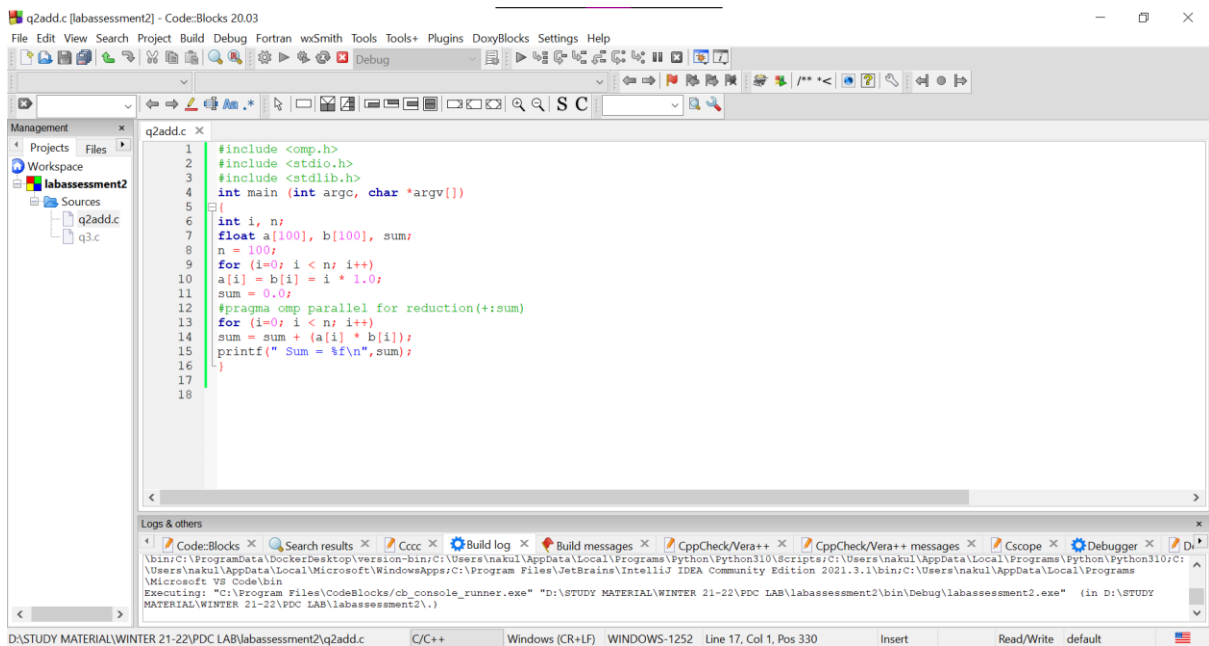 q2add.c [labassessment2] - Code::Blocks 20.03
File Edit View Search Project Build Debug Fortran wxSmith Tools Tools+ Plugins DoxyBlocks Settings Help
Debug
/** *<
Aa .* S C
Management
Projects Files
Workspace
labassessment2
Sources
q2add.c
q3.c
q2add.c
1 #include <omp.h>
2 #include <stdio.h>
3 #include <stdlib.h>
4 int main (int argc, char *argv[])
5 {
6 int i, n;
7 float a[100], b[100], sum;
8 n = 100;
9 for (i=0; i < n; i++)
10 a[i] = b[i] = i * 1.0;
11 sum = 0.0;
12 #pragma omp parallel for reduction(+:sum)
13 for (i=0; i < n; i++)
14 sum = sum + (a[i] * b[i]);
15 printf(" Sum = %f\n",sum);
16 }
17
18
Logs & others
Code::Blocks Search results Cccc Build log Build messages CppCheck/Vera++ CppCheck/Vera++ messages Cscope Debugger
\bin;C:\ProgramData\DockerDesktop\version-bin;C:\Users\nakul\AppData\Local\Programs\Python\Python310\Scripts;C:\Users\nakul\AppData\Local\Programs\Python\Python310;C:
\Users\nakul\AppData\Local\Microsoft\WindowsApps;C:\Program Files\JetBrains\IntelliJ IDEA Community Edition 2021.3.1\bin;C:\Users\nakul\AppData\Local\Programs
\Microsoft VS Code\bin
Executing: "C:\Program Files\CodeBlocks/cb_console_runner.exe" "D:\STUDY MATERIAL\WINTER 21-22\PDC LAB\labassessment2\bin\Debug\labassessment2.exe" (in D:\STUDY
MATERIAL\WINTER 21-22\PDC LAB\labassessment2\.)
D:\STUDY MATERIAL\WINTER 21-22\PDC LAB\labassessment2\q2add.c C/C++ Windows (CR+LF) WINDOWS-1252 Line 17, Col 1, Pos 330 Insert Read/Write default